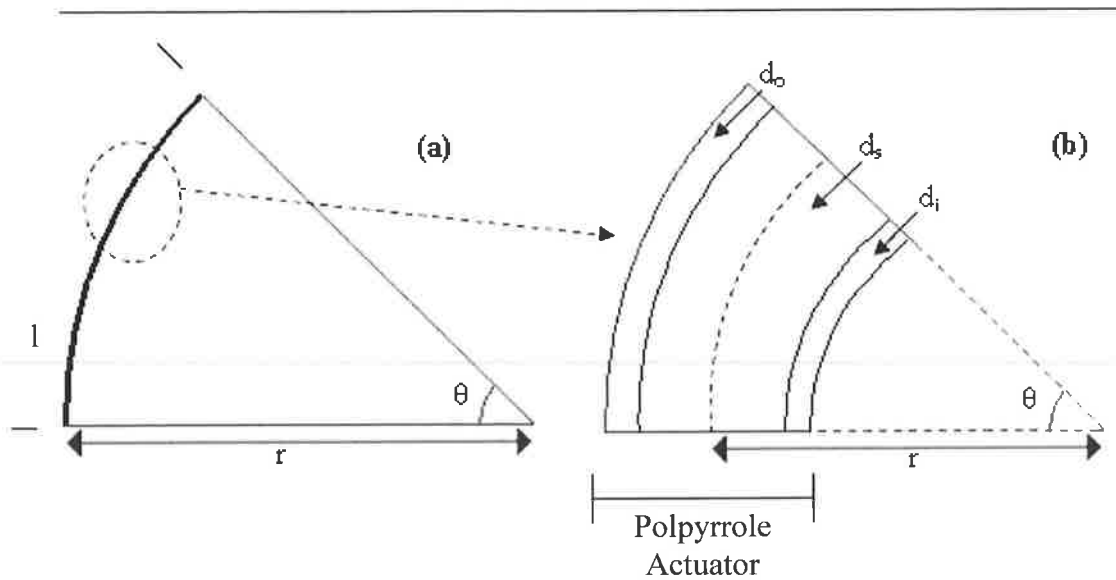 (a)
l
θ
r
dₒ
dₛ
dᵢ
(b)
θ
r
Polpyrrole
Actuator